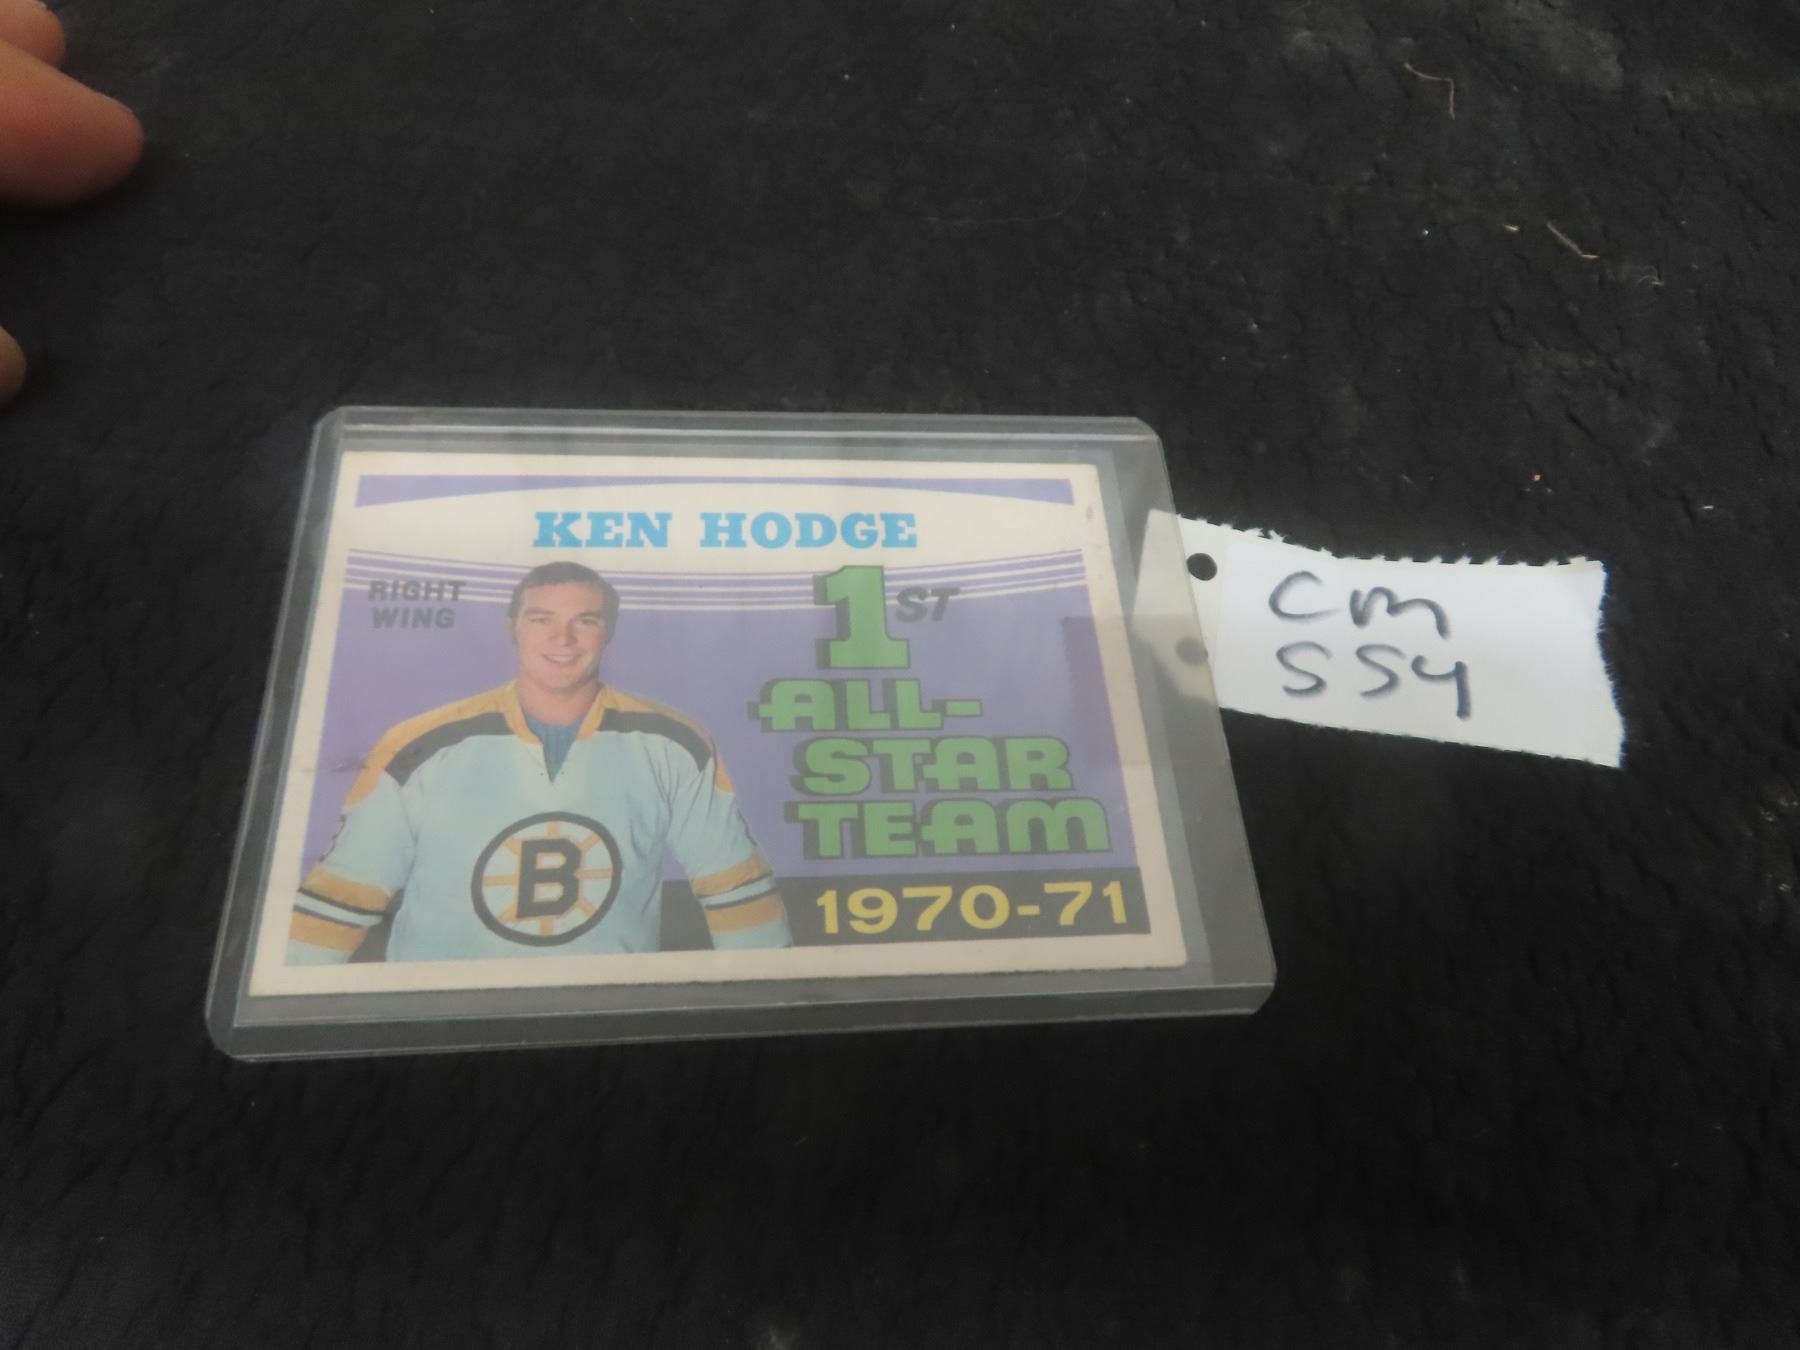 KEN HODGE
RIGHT
WING
1ST
ALL-
STAR
TEAM
1970-71
B
CM
554